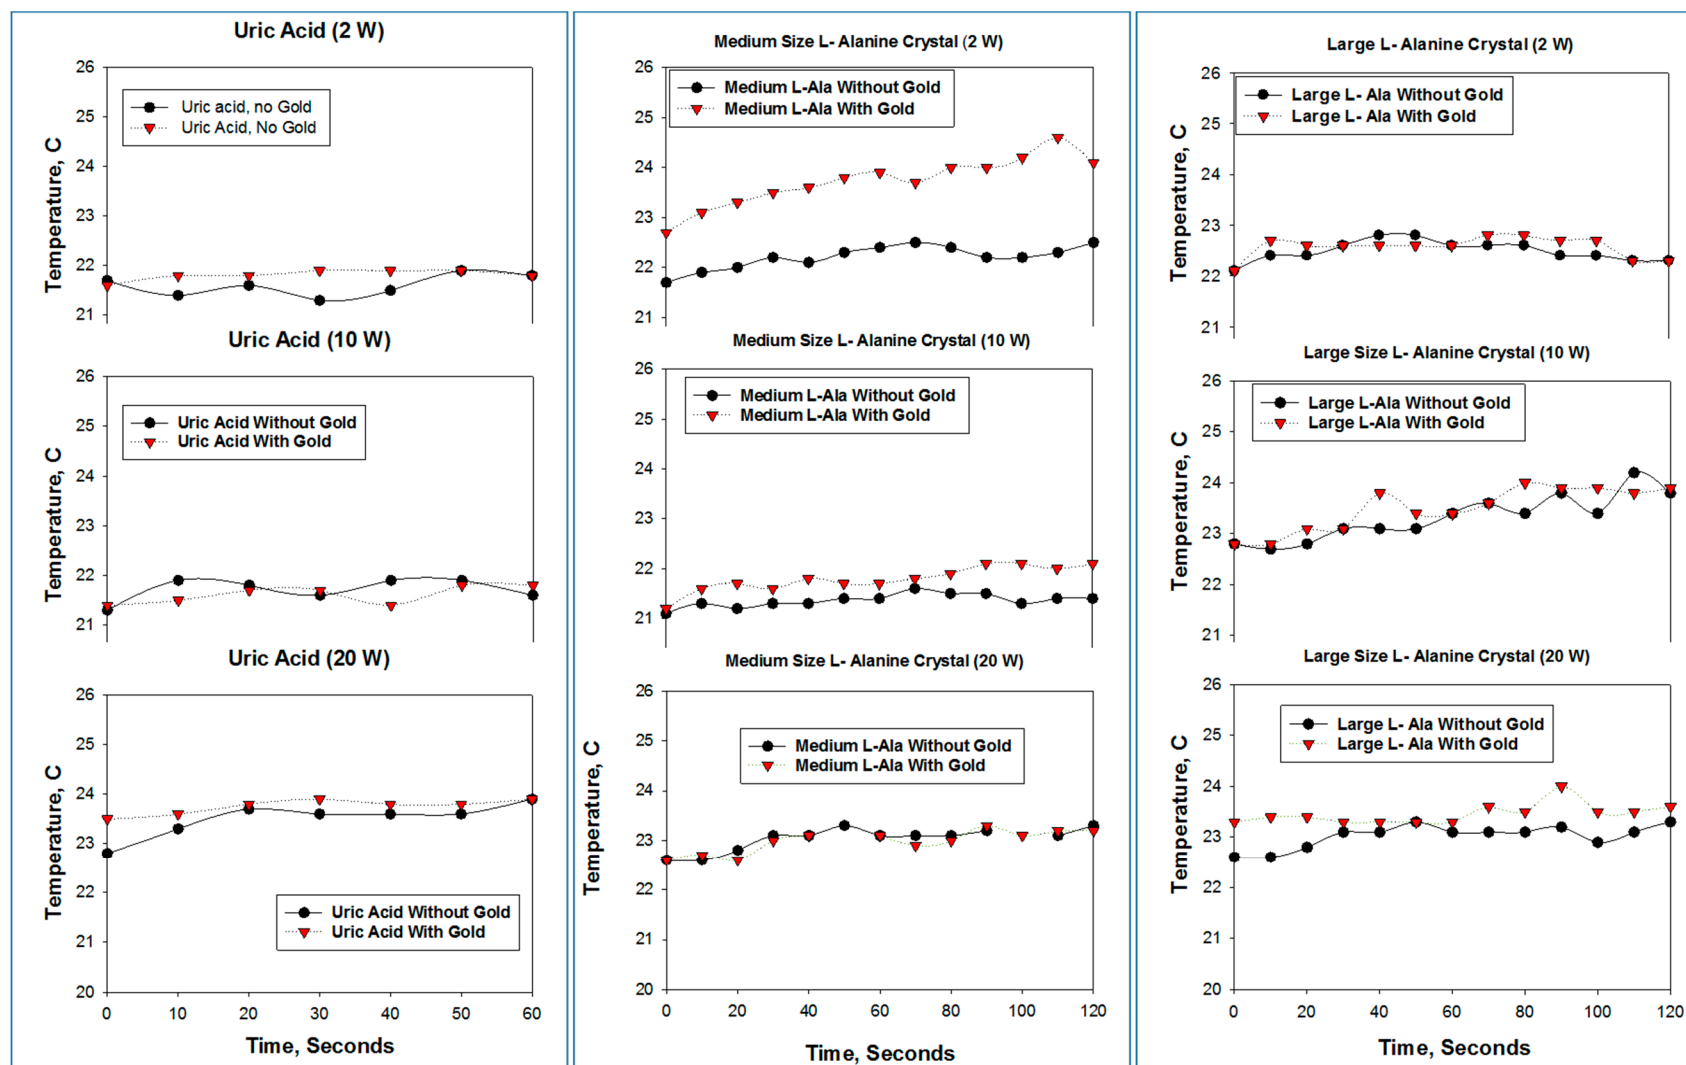 Uric Acid (2 W)
26
25
24
23
22
21
Temperature, C
Uric acid, no Gold
Uric Acid, No Gold
Uric Acid (10 W)
26
25
24
23
22
21
Temperature, C
Uric Acid Without Gold
Uric Acid With Gold
Uric Acid (20 W)
26
25
24
23
22
21
20
Temperature, C
Uric Acid Without Gold
Uric Acid With Gold
0 10 20 30 40 50 60
Time, Seconds
Medium Size L- Alanine Crystal (2 W)
26
25
24
23
22
21
Medium L-Ala Without Gold
Medium L-Ala With Gold
Medium Size L- Alanine Crystal (10 W)
26
25
24
23
22
21
Medium L-Ala Without Gold
Medium L-Ala With Gold
Medium Size L- Alanine Crystal (20 W)
26
25
24
23
22
21
20
Temperature, C
Medium L-Ala Without Gold
Medium L-Ala With Gold
0 20 40 60 80 100 120
Time, Seconds
Large L- Alanine Crystal (2 W)
26
25
24
23
22
21
Temperature, C
Large L- Ala Without Gold
Large L- Ala With Gold
Large Size L- Alanine Crystal (10 W)
26
25
24
23
22
21
Temperature, C
Large L-Ala Without Gold
Large L-Ala With Gold
Large Size L- Alanine Crystal (20 W)
26
25
24
23
22
21
20
Temperature, C
Large L- Ala Without Gold
Large L- Ala With Gold
0 20 40 60 80 100 120
Time, Seconds